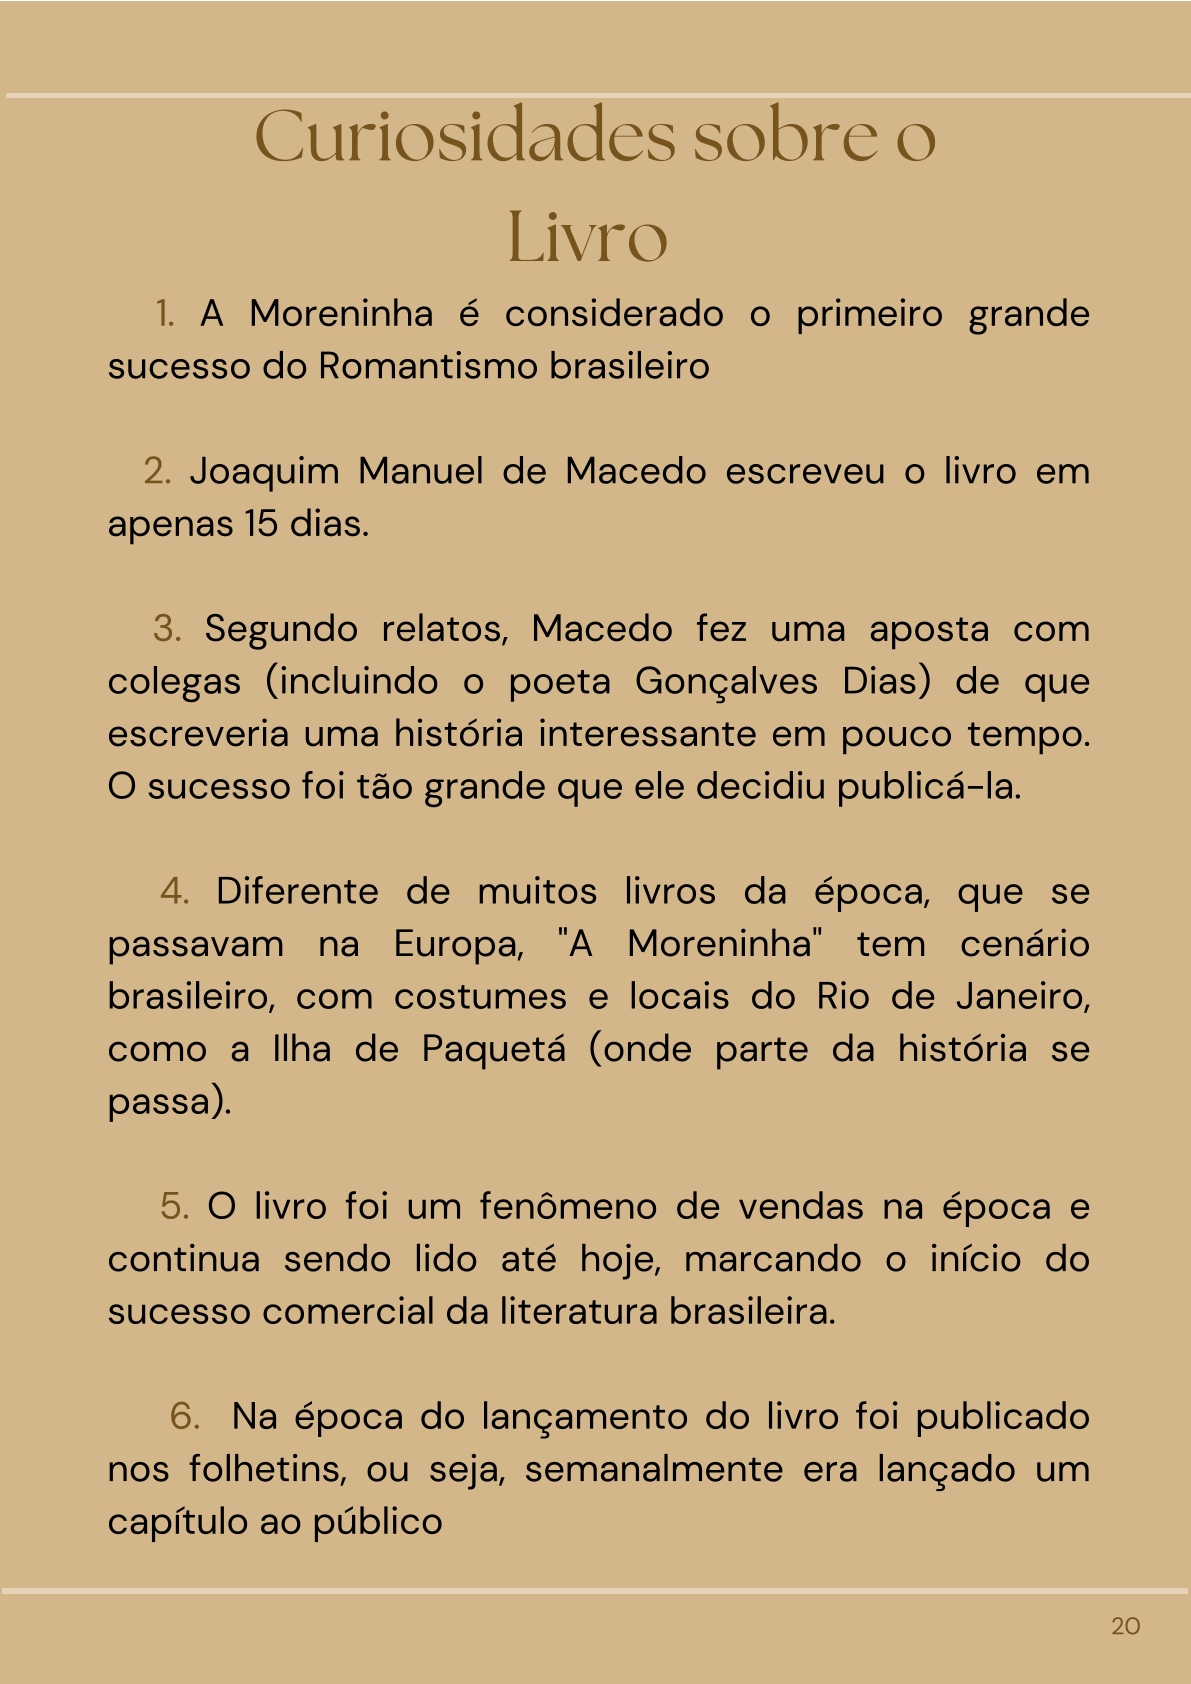 Curiosidades sobre o
Livro
1. A Moreninha é considerado o primeiro grande
sucesso do Romantismo brasileiro
2. Joaquim Manuel de Macedo escreveu o livro em
apenas 15 dias.
3. Segundo relatos, Macedo fez uma aposta com
colegas (incluindo o poeta Gonçalves Dias) de que
escreveria uma história interessante em pouco tempo.
O sucesso foi tão grande que ele decidiu publicá-la.
4. Diferente de muitos livros da época, que se
passavam na Europa, "A Moreninha" tem cenário
brasileiro, com costumes e locais do Rio de Janeiro,
como a Ilha de Paquetá (onde parte da história se
passa).
5. O livro foi um fenômeno de vendas na época e
continua sendo lido até hoje, marcando o início do
sucesso comercial da literatura brasileira.
6. Na época do lançamento do livro foi publicado
nos folhetins, ou seja, semanalmente era lançado um
capítulo ao público
20